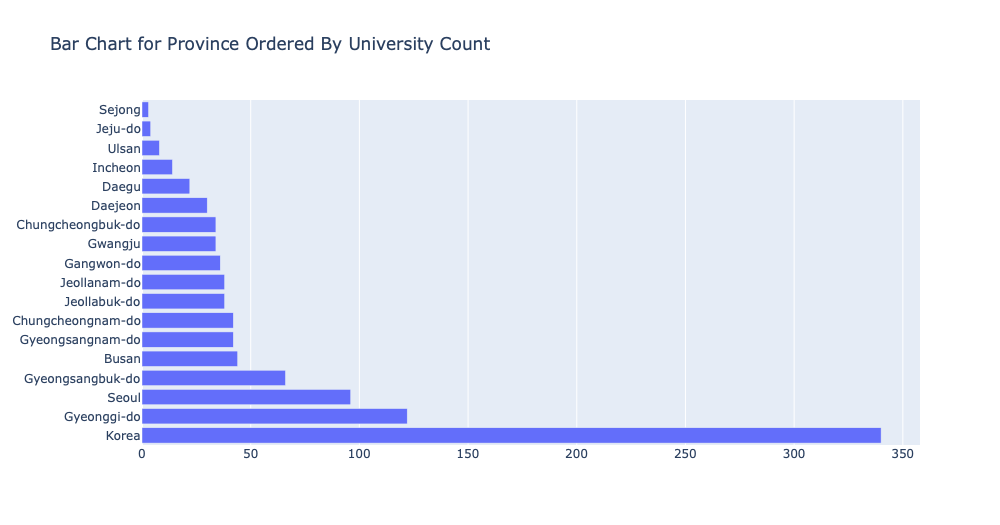 Bar Chart for Province Ordered By University Count
Sejong
Jeju-do
Ulsan
Incheon
Daegu
Daejeon
Chungcheongbuk-do
Gwangju
Gangwon-do
Jeollanam-do
Jeollabuk-do
Chungcheongnam-do
Gyeongsangnam-do
Busan
Gyeongsangbuk-do
Seoul
Gyeonggi-do
Korea
0 50 100 150 200 250 300 350